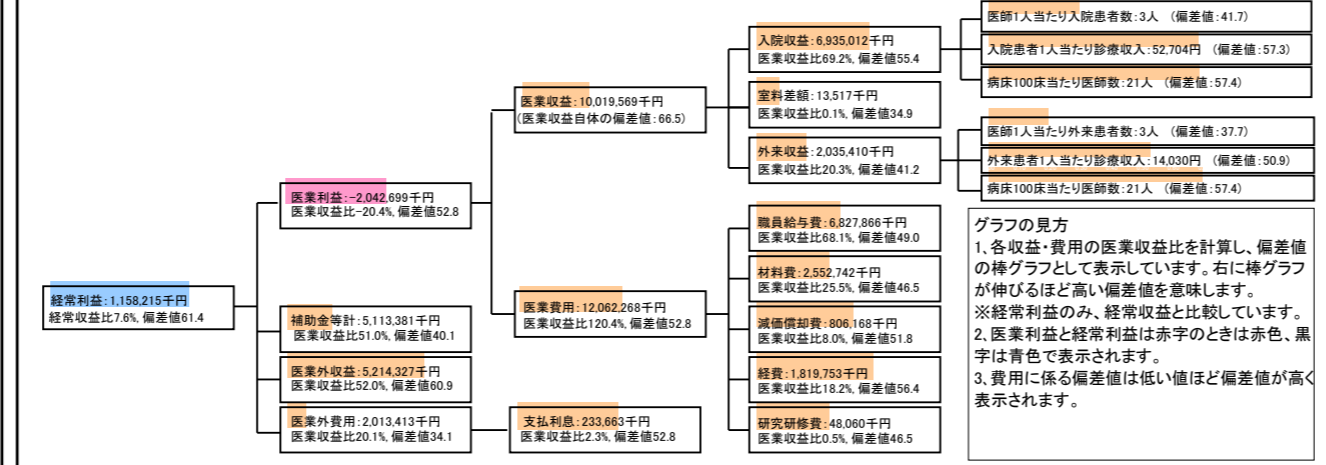 経常利益:1,158,215千円
経常収益比7.6%, 偏差値61.4
医業利益:-2,042,699千円
医業収益比-20.4%, 偏差値52.8
補助金等計:5,113,381千円
医業収益比51.0%, 偏差値40.1
医業外収益:5,214,327千円
医業収益比52.0%, 偏差値60.9
医業外費用:2,013,413千円
医業収益比20.1%, 偏差値34.1
医業収益:10,019,569千円
(医業収益自体の偏差値:66.5)
医業費用:12,062,268千円
医業収益比120.4%, 偏差値52.8
支払利息:233,663千円
医業収益比2.3%, 偏差値52.8
入院収益:6,935,012千円
医業収益比69.2%, 偏差値55.4
室料差額:13,517千円
医業収益比0.1%, 偏差値34.9
外来収益:2,035,410千円
医業収益比20.3%, 偏差値41.2
職員給与費:6,827,866千円
医業収益比68.1%, 偏差値49.0
材料費:2,552,742千円
医業収益比25.5%, 偏差値46.5
減価償却費:806,168千円
医業収益比8.0%, 偏差値51.8
経費:1,819,753千円
医業収益比18.2%, 偏差値56.4
研究研修費:48,060千円
医業収益比0.5%, 偏差値46.5
医師1人当たり入院患者数:3人 (偏差値:41.7)
入院患者1人当たり診療収入:52,704円 (偏差値:57.3)
病床100床当たり医師数:21人 (偏差値:57.4)
医師1人当たり外来患者数:3人 (偏差値:37.7)
外来患者1人当たり診療収入:14,030円 (偏差値:50.9)
病床100床当たり医師数:21人 (偏差値:57.4)
グラフの見方
1、各収益・費用の医業収益比を計算し、偏差値
の棒グラフとして表示しています。右に棒グラフ
が伸びるほど高い偏差値を意味します。
※経常利益のみ、経常収益と比較しています。
2、医業利益と経常利益は赤字のときは赤色、黒
字は青色で表示されます。
3、費用に係る偏差値は低い値ほど偏差値が高く
表示されます。